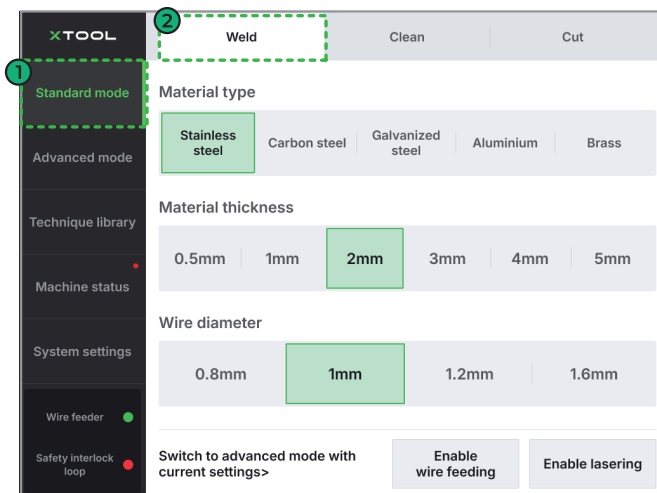 XTOOL
1
Standard mode
Advanced mode
Technique library
Machine status
System settings
Wire feeder
Safety interlock
loop
2
Weld
Clean
Cut
Material type
Stainless
steel
Carbon steel
Galvanized
steel
Aluminium
Brass
Material thickness
0.5mm
1mm
2mm
3mm
4mm
5mm
Wire diameter
0.8mm
1mm
1.2mm
1.6mm
Switch to advanced mode with
current settings>
Enable
wire feeding
Enable lasering